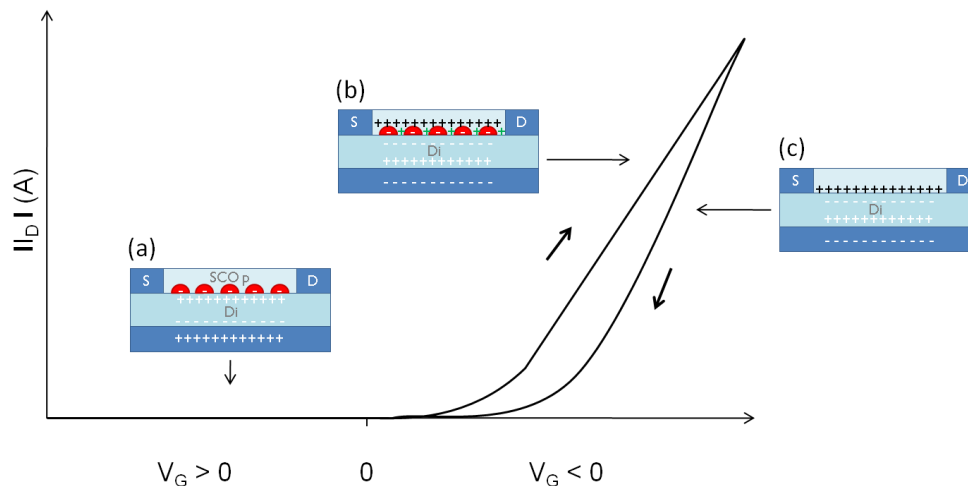 (b)
+++++++++++++
S
D
- + - + - + - + - +
- - - - - - - - - -
Di
++++++++++++
- - - - - - - - - - - -
(c)
S
D
++++++++++++++++
- - - - - - - - - - - -
Di
++++++++++++
- - - - - - - - - - - -
|I_D| (A)
(a)
S
SCO p
D
- - - - -
++++++++++++
Di
- - - - - - - - - -
++++++++++++
V_G > 0
0
V_G < 0